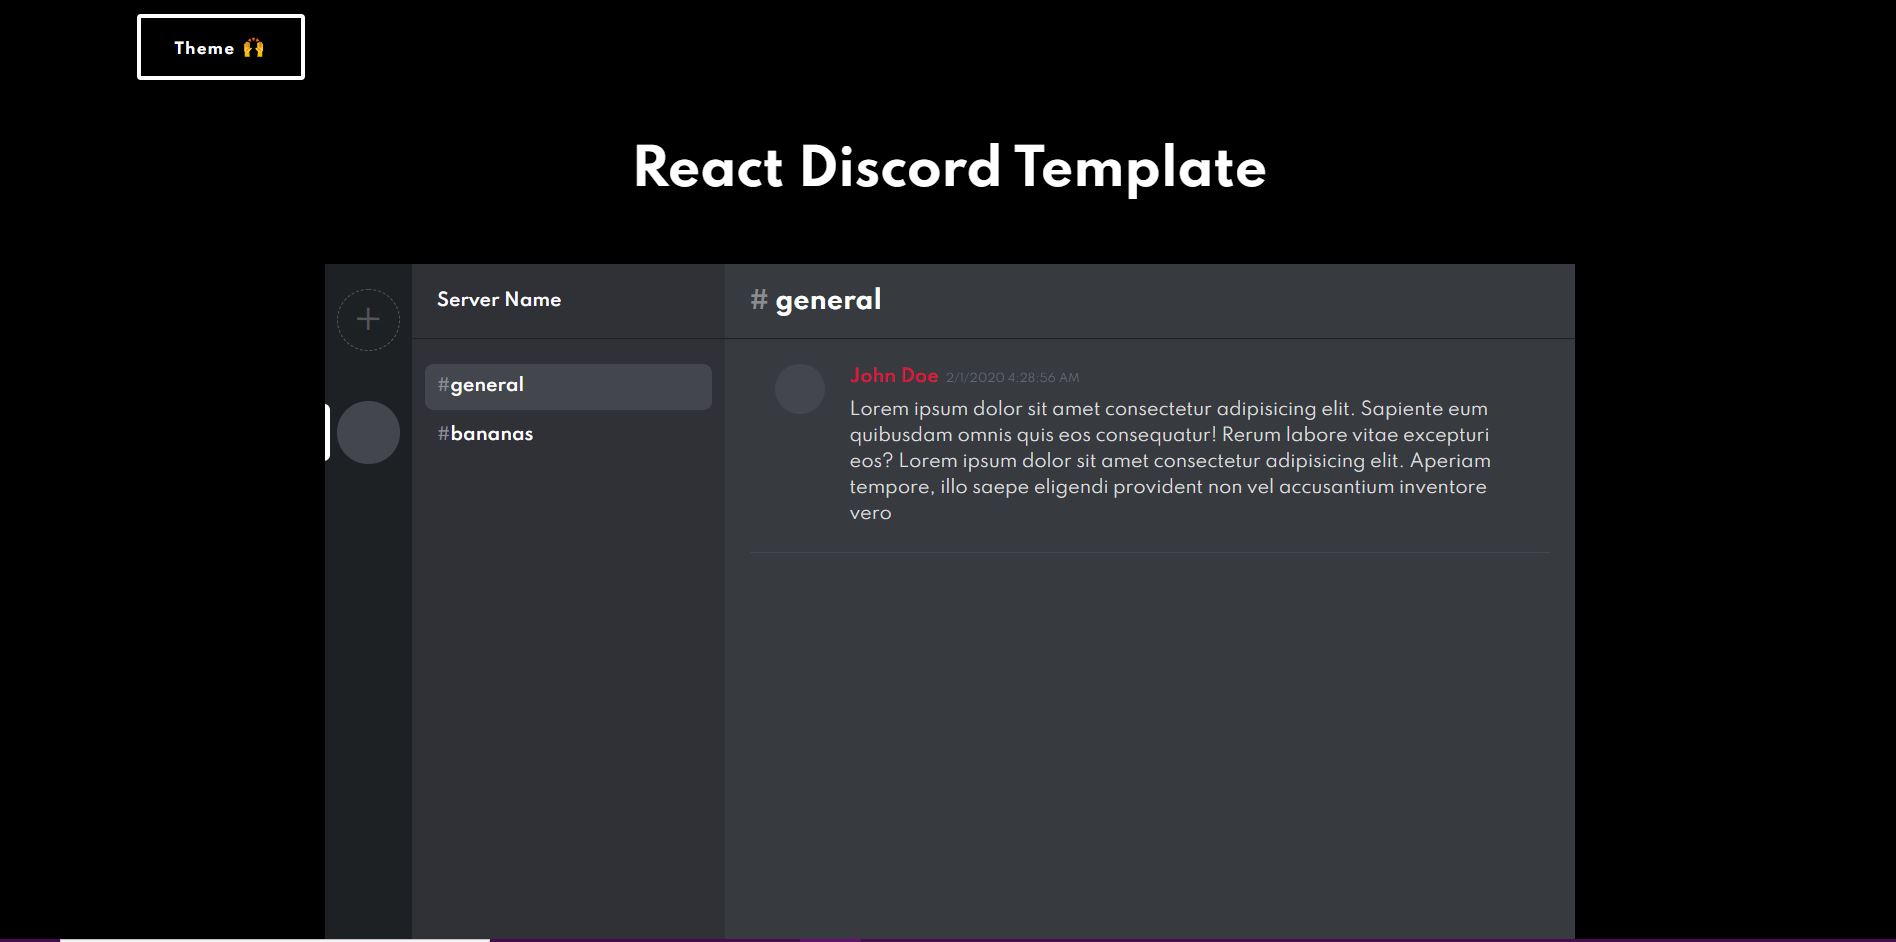 Theme 🙌
React Discord Template
Server Name
# general
#general
#bananas
John Doe 2/1/2020 4:28:56 AM
Lorem ipsum dolor sit amet consectetur adipisicing elit. Sapiente eum
quibusdam omnis quis eos consequatur! Rerum labore vitae excepturi
eos? Lorem ipsum dolor sit amet consectetur adipisicing elit. Aperiam
tempore, illo saepe eligendi provident non vel accusantium inventore
vero